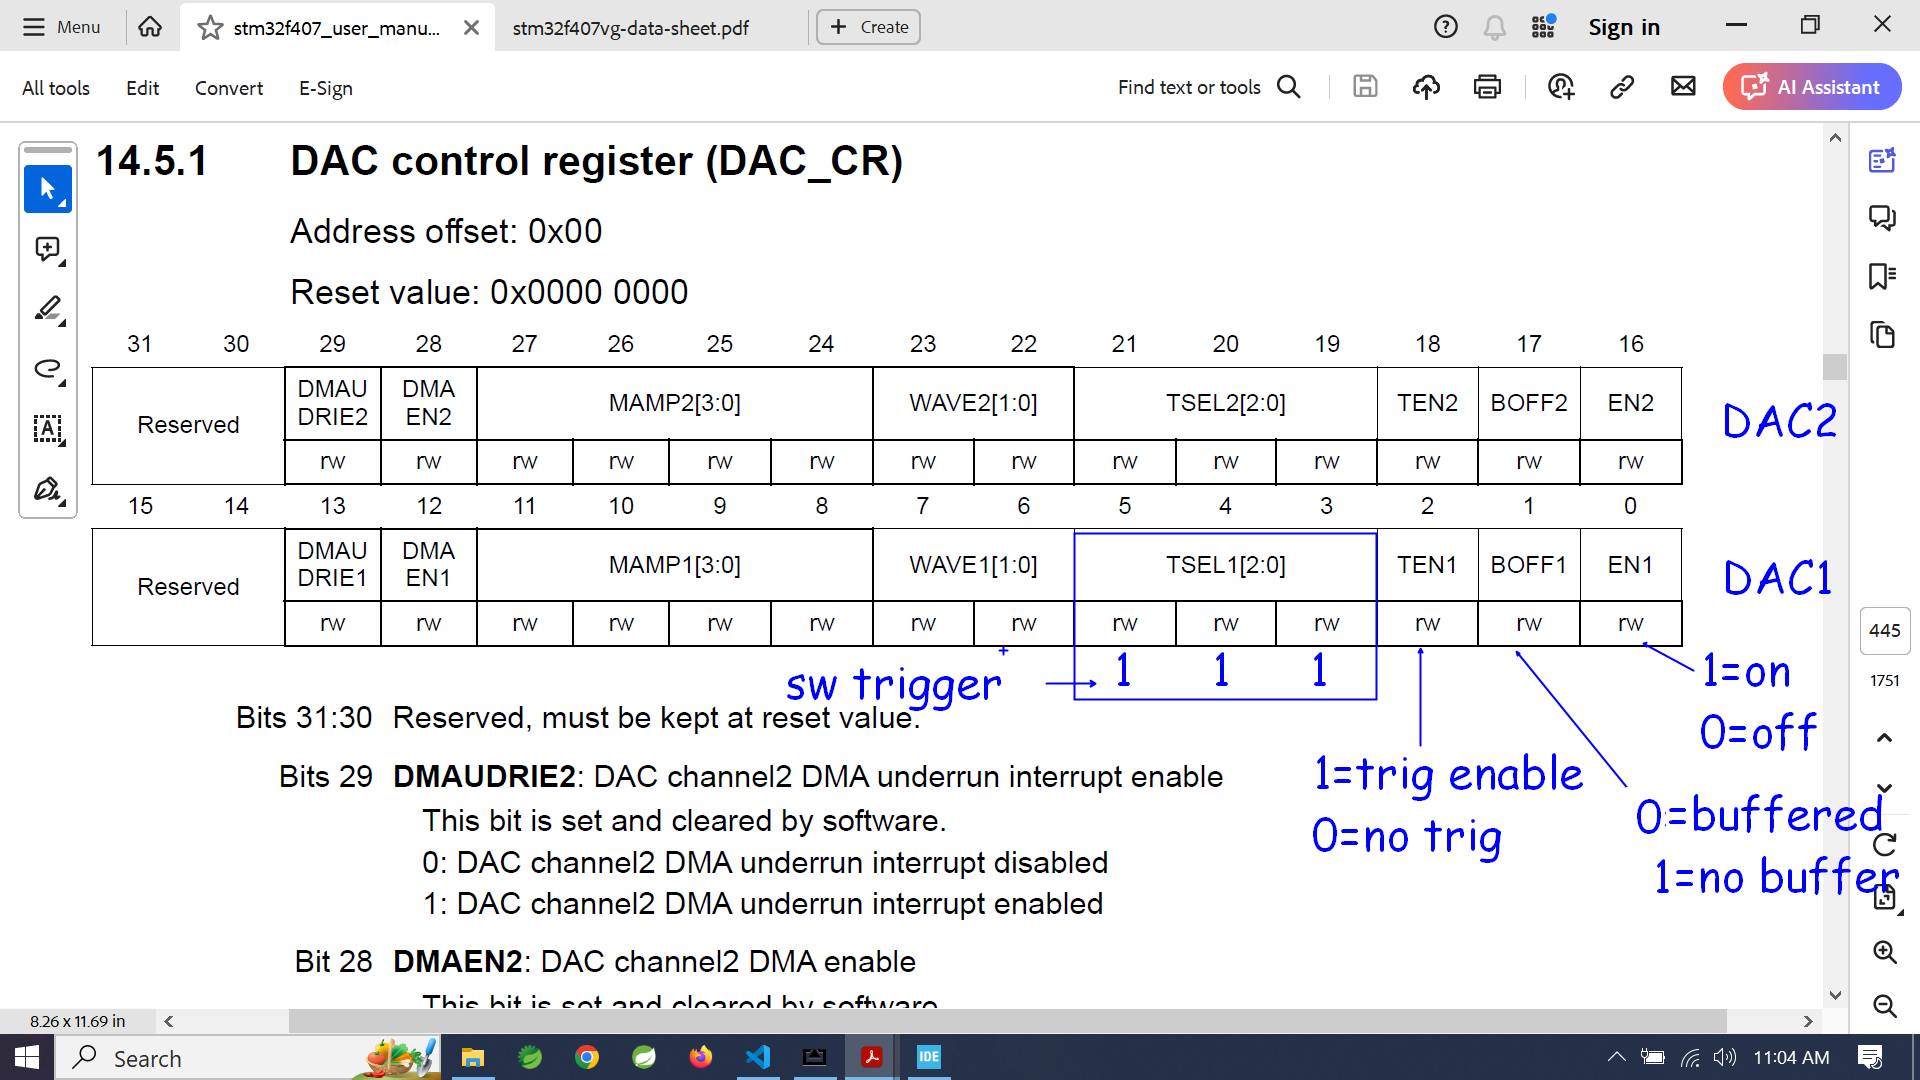 Menu
stm32f407_user_manu...
stm32f407vg-data-sheet.pdf
Create
Sign in
All tools
Edit
Convert
E-Sign
Find text or tools
AI Assistant
14.5.1 DAC control register (DAC_CR)
Address offset: 0x00
Reset value: 0x0000 0000
31 30 29 28 27 26 25 24 23 22 21 20 19 18 17 16
Reserved DMAU DRIE2 DMA EN2 MAMP2[3:0] WAVE2[1:0] TSEL2[2:0] TEN2 BOFF2 EN2 DAC2
rw rw rw rw rw rw rw rw rw rw rw rw rw rw
15 14 13 12 11 10 9 8 7 6 5 4 3 2 1 0
Reserved DMAU DRIE1 DMA EN1 MAMP1[3:0] WAVE1[1:0] TSEL1[2:0] TEN1 BOFF1 EN1 DAC1
rw rw rw rw rw rw rw rw rw rw rw rw rw rw
sw trigger 1 1 1
1=on
0=off
1=trig enable
0=no trig
0=buffered
1=no buffer
445
1751
Bits 31:30 Reserved, must be kept at reset value.
Bits 29 DMAUDRIE2: DAC channel2 DMA underrun interrupt enable
This bit is set and cleared by software.
0: DAC channel2 DMA underrun interrupt disabled
1: DAC channel2 DMA underrun interrupt enabled
Bit 28 DMAEN2: DAC channel2 DMA enable
This bit is set and cleared by software.
8.26 x 11.69 in
Search
IDE
11:04 AM